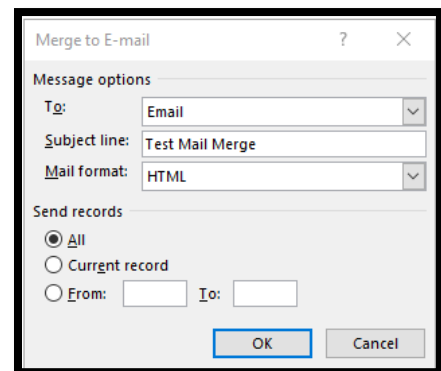 Merge to E-mail ?
Message options
To: Email
Subject line: Test Mail Merge
Mail format: HTML
Send records
All
Current record
From: To:
OK Cancel